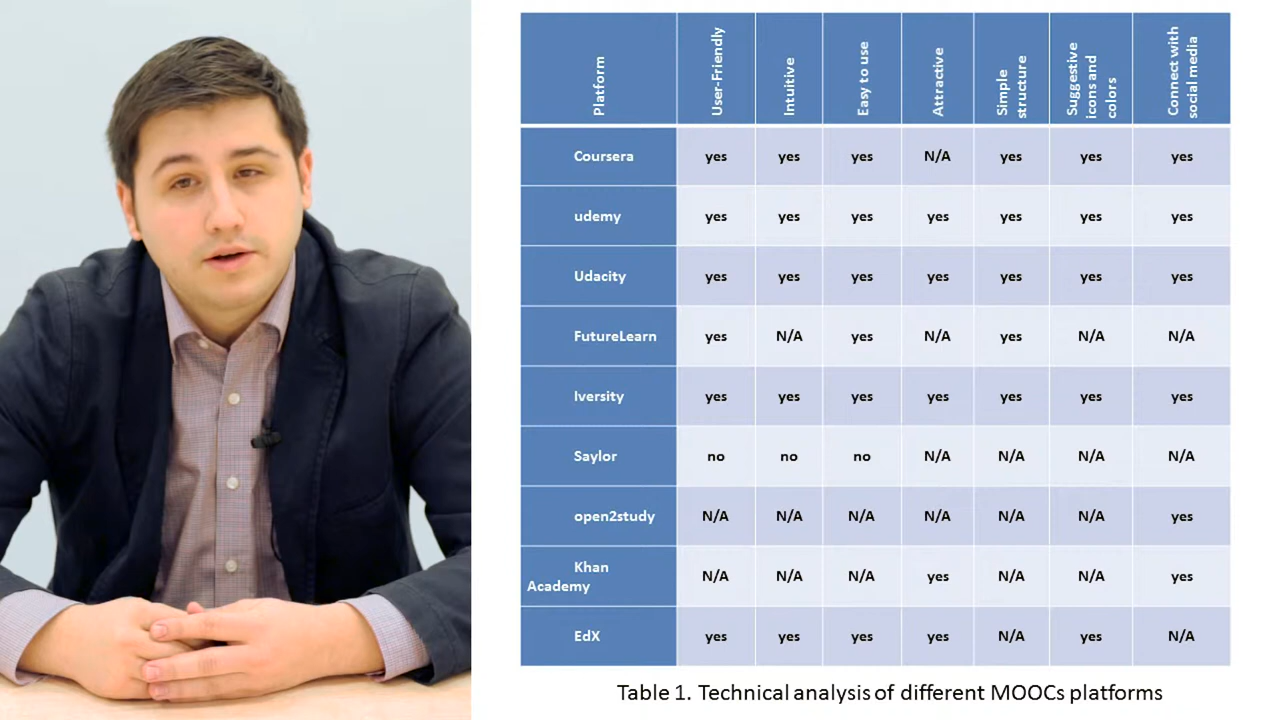 Platform User-Friendly Intuitive Easy to use Attractive Simple structure Suggestive icons and colors Connect with social media
Coursera yes yes yes N/A yes yes yes
udemy yes yes yes yes yes yes yes
Udacity yes yes yes yes yes yes yes
FutureLearn yes N/A yes N/A yes N/A N/A
Iversity yes yes yes yes yes yes yes
Saylor no no no N/A N/A N/A N/A
open2study N/A N/A N/A N/A N/A N/A yes
Khan Academy N/A N/A N/A yes N/A N/A yes
EdX yes yes yes yes N/A yes N/A
Table 1. Technical analysis of different MOOCs platforms